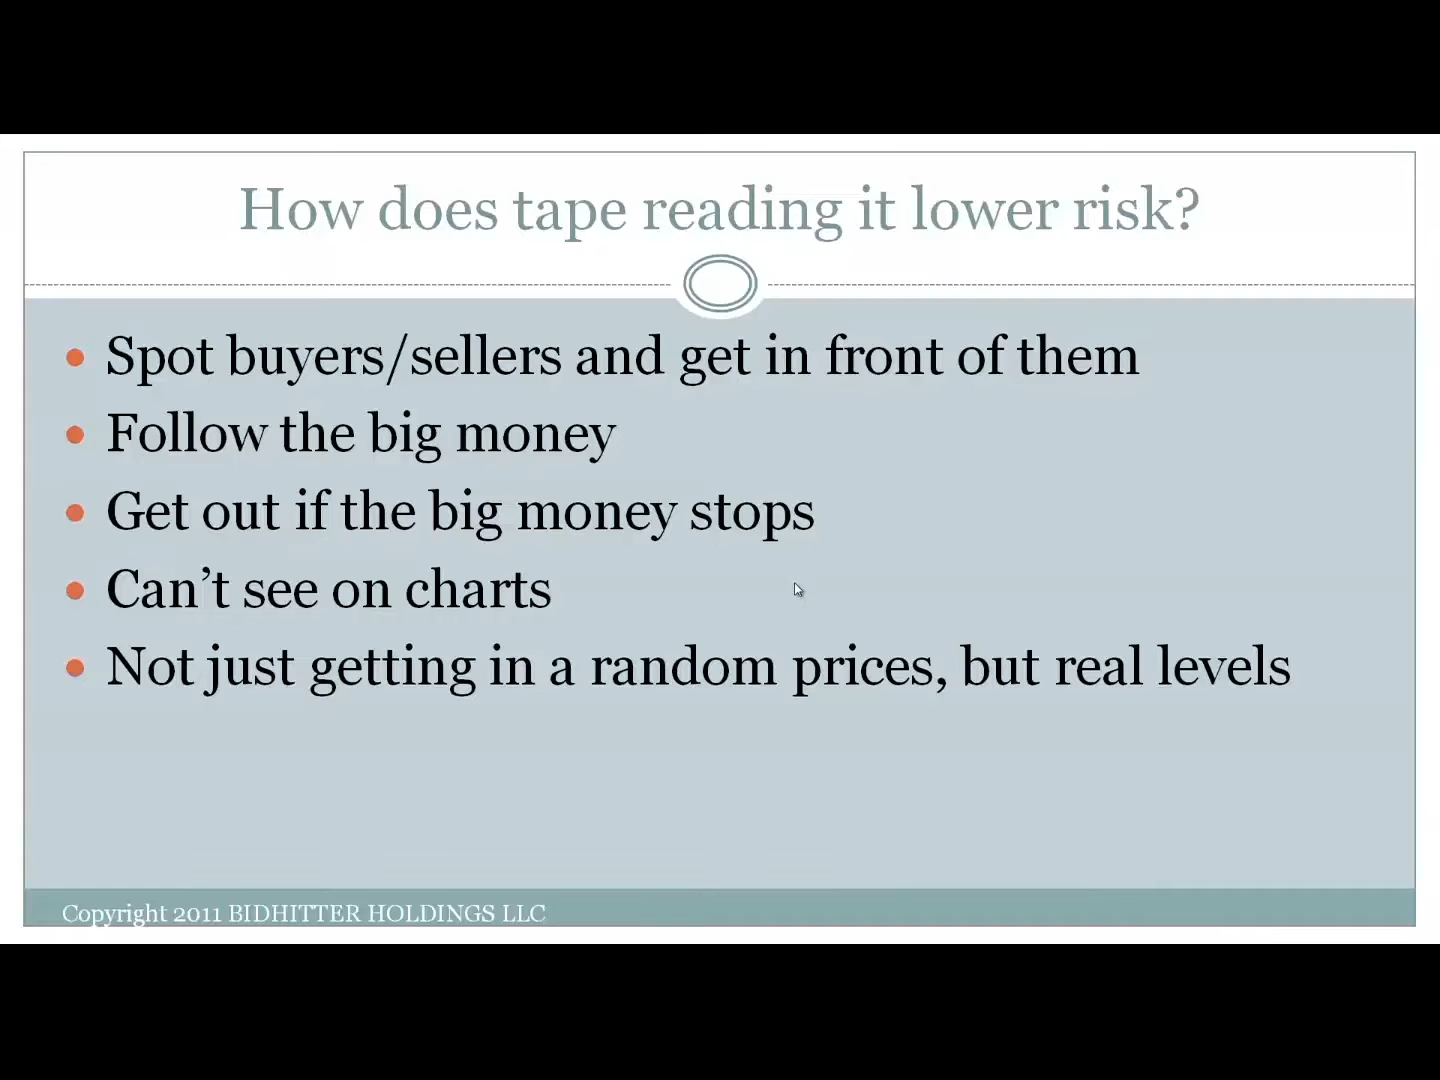 How does tape reading it lower risk?
Spot buyers/sellers and get in front of them
Follow the big money
Get out if the big money stops
Can't see on charts
Not just getting in a random prices, but real levels
Copyright 2011 BIDHITTER HOLDINGS LLC